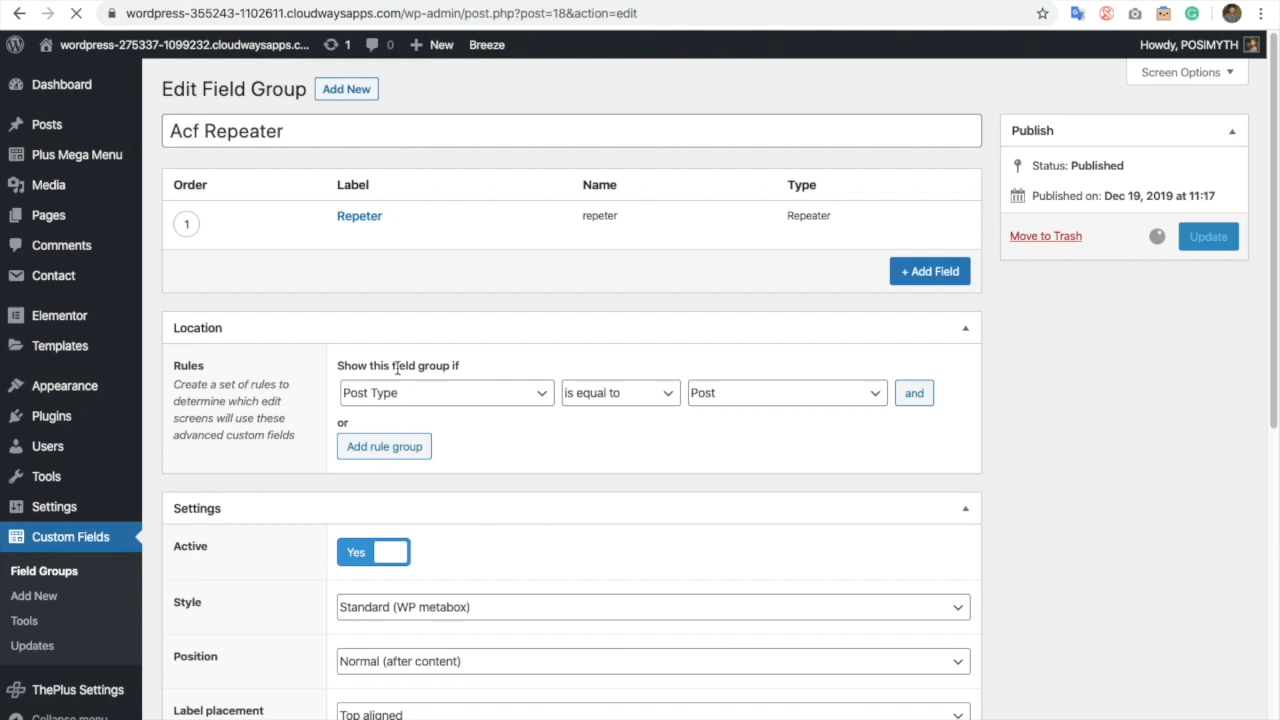 wordpress-355243-1102611.cloudwaysapps.com/wp-admin/post.php?post=18&action=edit
wordpress-275337-1099232.cloudwaysapps.c... 1 0 New Breeze Howdy, POSIMYTH
Screen Options
Dashboard
Posts
Plus Mega Menu
Media
Pages
Comments
Contact
Elementor
Templates
Appearance
Plugins
Users
Tools
Settings
Custom Fields
Field Groups
Add New
Tools
Updates
ThePlus Settings
Collapse menu
Edit Field Group Add New
Acf Repeater
Order Label Name Type
1 Repeter repeter Repeater
+ Add Field
Location
Rules
Create a set of rules to
determine which edit
screens will use these
advanced custom fields
Show this field group if
Post Type is equal to Post and
or
Add rule group
Settings
Active Yes
Style Standard (WP metabox)
Position Normal (after content)
Label placement Top aligned
Publish
Status: Published
Published on: Dec 19, 2019 at 11:17
Move to Trash Update